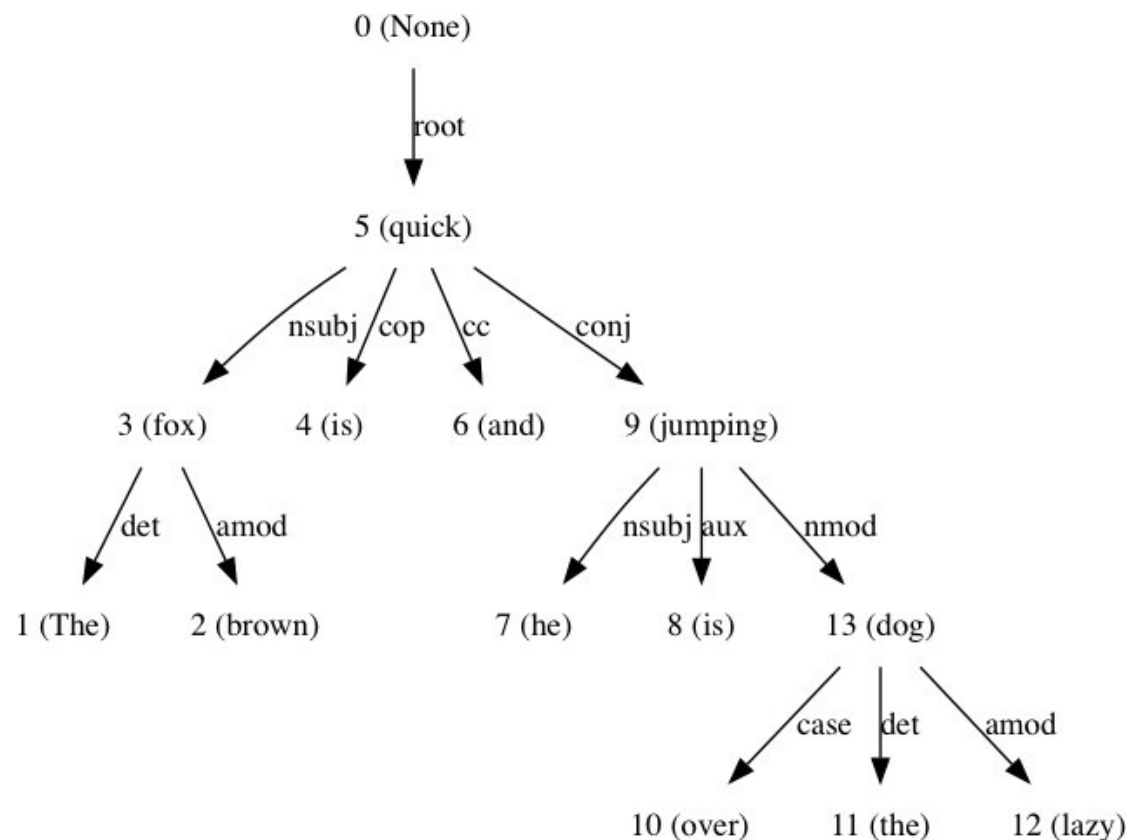 0 (None)
root
5 (quick)
nsubj cop cc conj
3 (fox) 4 (is) 6 (and) 9 (jumping)
det amod nsubj aux nmod
1 (The) 2 (brown) 7 (he) 8 (is) 13 (dog)
case det amod
10 (over) 11 (the) 12 (lazy)